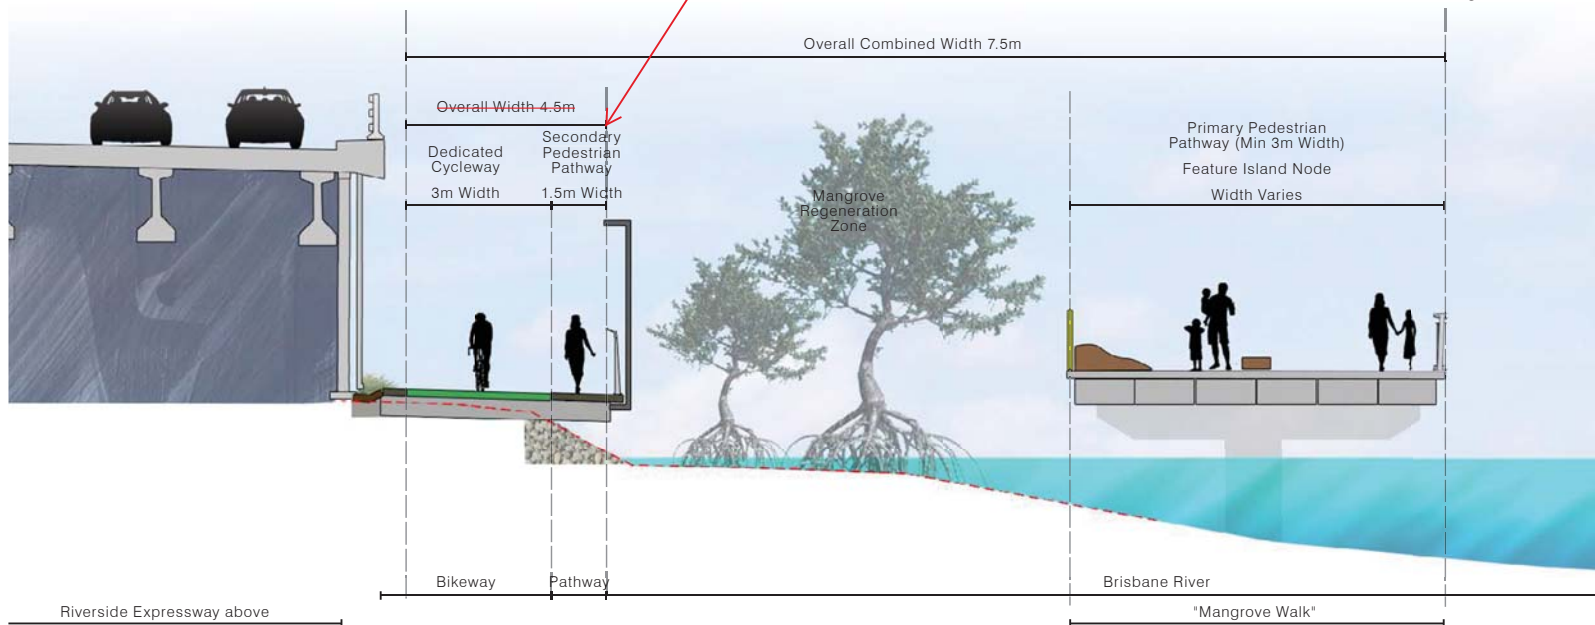 Overall Combined Width 7.5m
Overall Width 4.5m
Dedicated
Cycleway
3m Width
Secondary
Pedestrian
Pathway
1.5m Width
Mangrove
Regeneration
Zone
Primary Pedestrian
Pathway (Min 3m Width)
Feature Island Node
Width Varies
Bikeway
Pathway
Brisbane River
Riverside Expressway above
"Mangrove Walk"